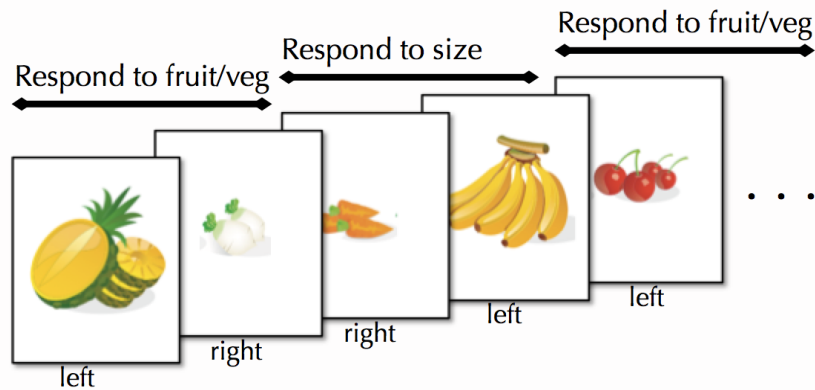 Respond to fruit/veg
Respond to size
Respond to fruit/veg
left
right
right
left
left
. . .